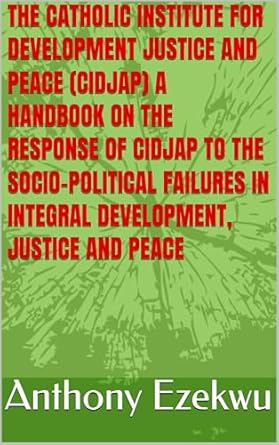 THE CATHOLIC INSTITUTE FOR
DEVELOPMENT JUSTICE AND
PEACE (CIDJAP) A
HANDBOOK ON THE
RESPONSE OF CIDJAP TO THE
SOCIO-POLITICAL FAILURES IN
INTEGRAL DEVELOPMENT,
JUSTICE AND PEACE
Anthony Ezekwu